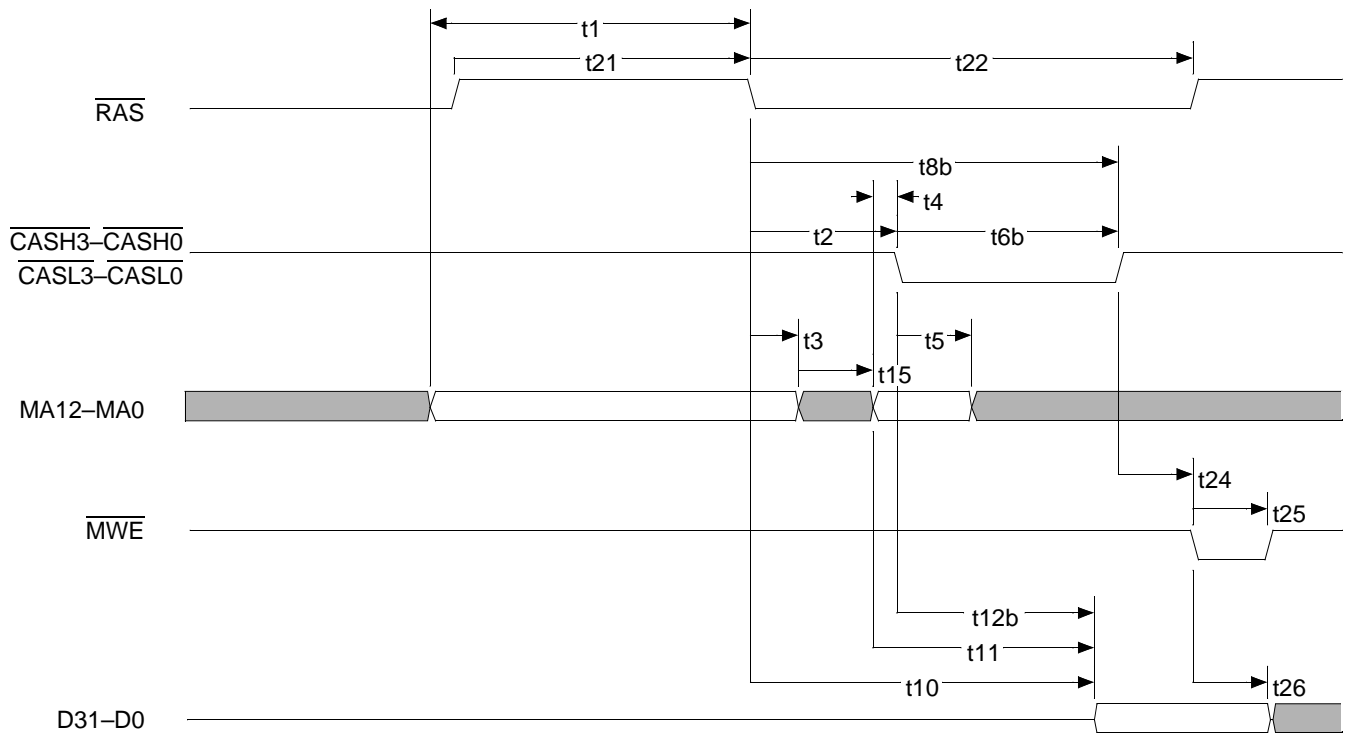 t1
t21
t22
RAS
t8b
t4
CASH3–CASH0
t2
t6b
CASL3–CASL0
t3
t5
t15
MA12–MA0
t24
t25
MWE
t12b
t11
t10
t26
D31–D0